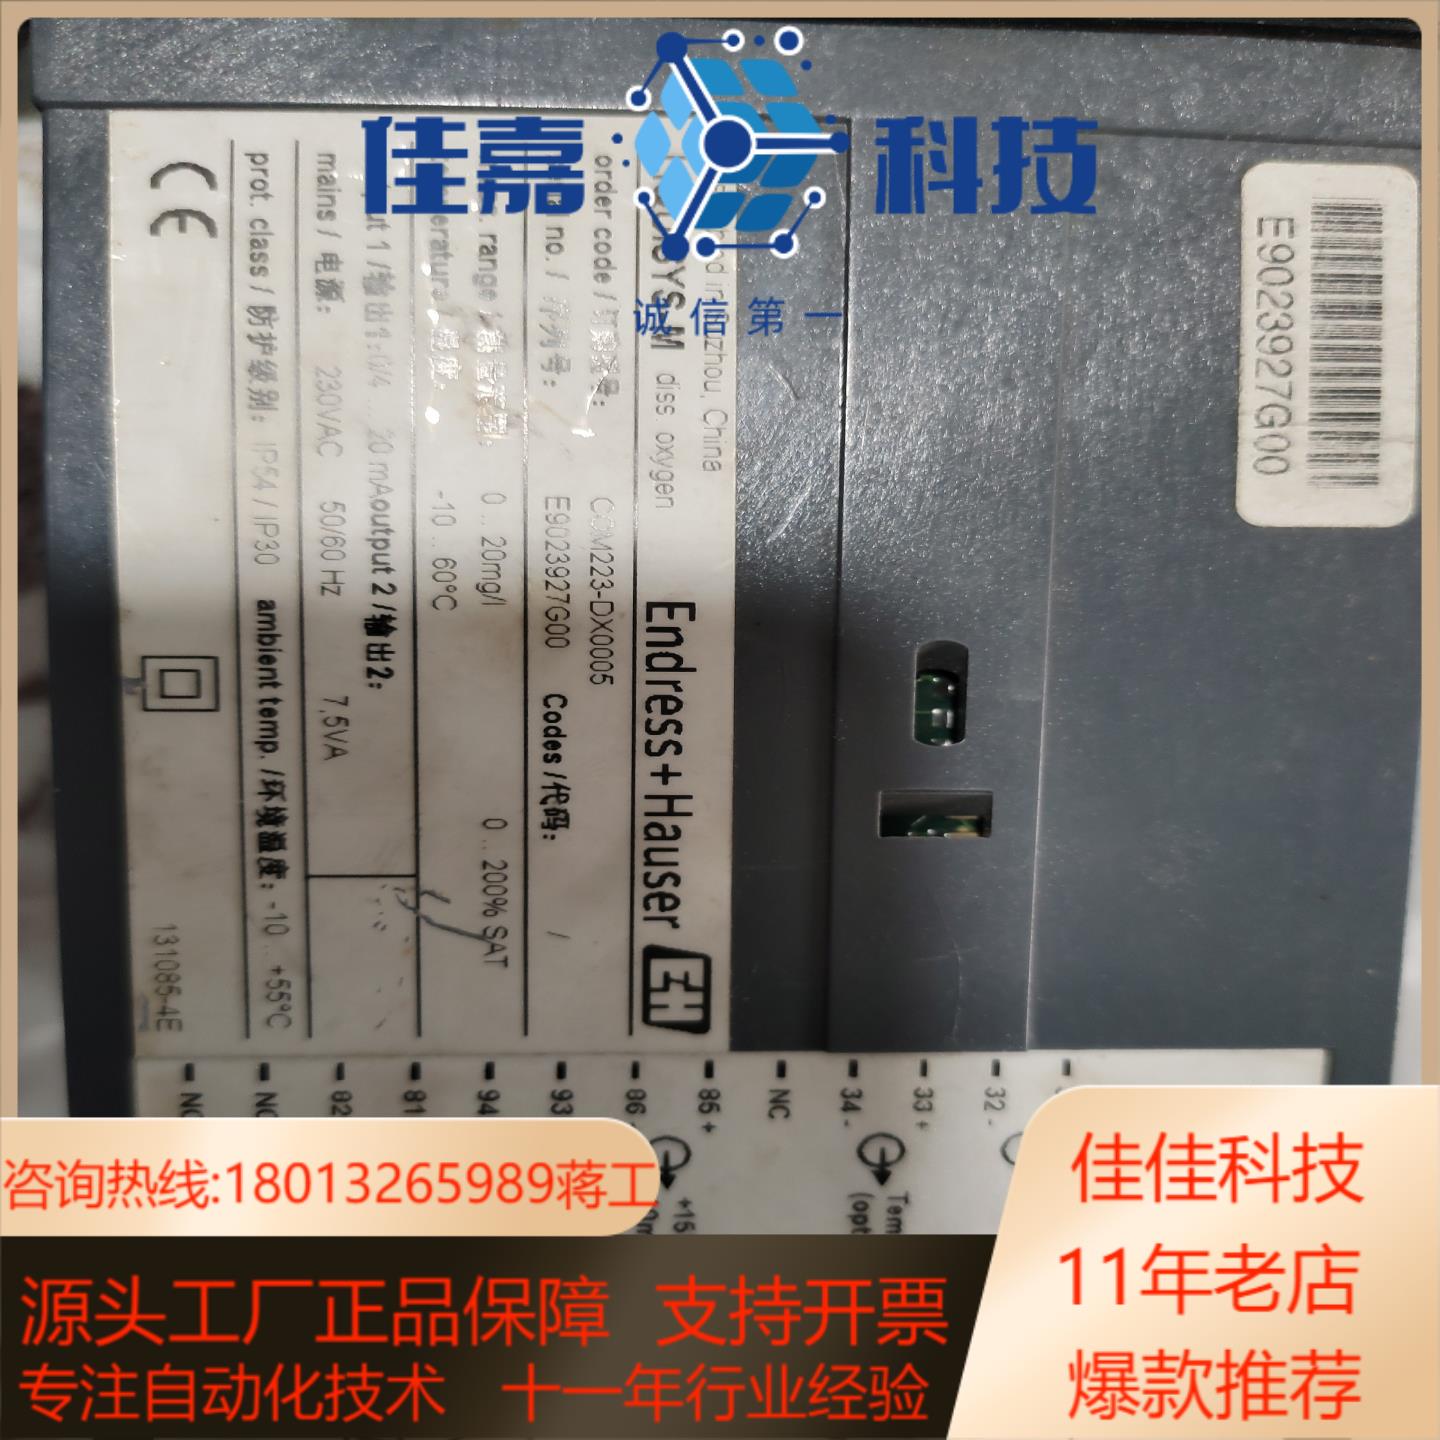 佳嘉科技
诚信第一
E9023927G00
diss. oxygen
Endress+Hauser
order code /
COM223-DX0005
E9023927G00
Codes /代码:
/
0 .. 20mg/l
0 .. 200% SAT
-10 .. 60°C
20 mA
output 2 /输出2:
mains / 电源:
230VAC
50/60 Hz
7,5VA
prot. class / 防护级别:
IP54 / IP30
ambient temp. /环境温度:
-10 .. +55°C
CE
131085-4E
82
81
94
93
86 -
85 +
NC
34 -
33 +
32 -
咨询热线:18013265989蒋工
源头工厂正品保障 支持开票
专注自动化技术 十一年行业经验
佳佳科技
11年老店
爆款推荐